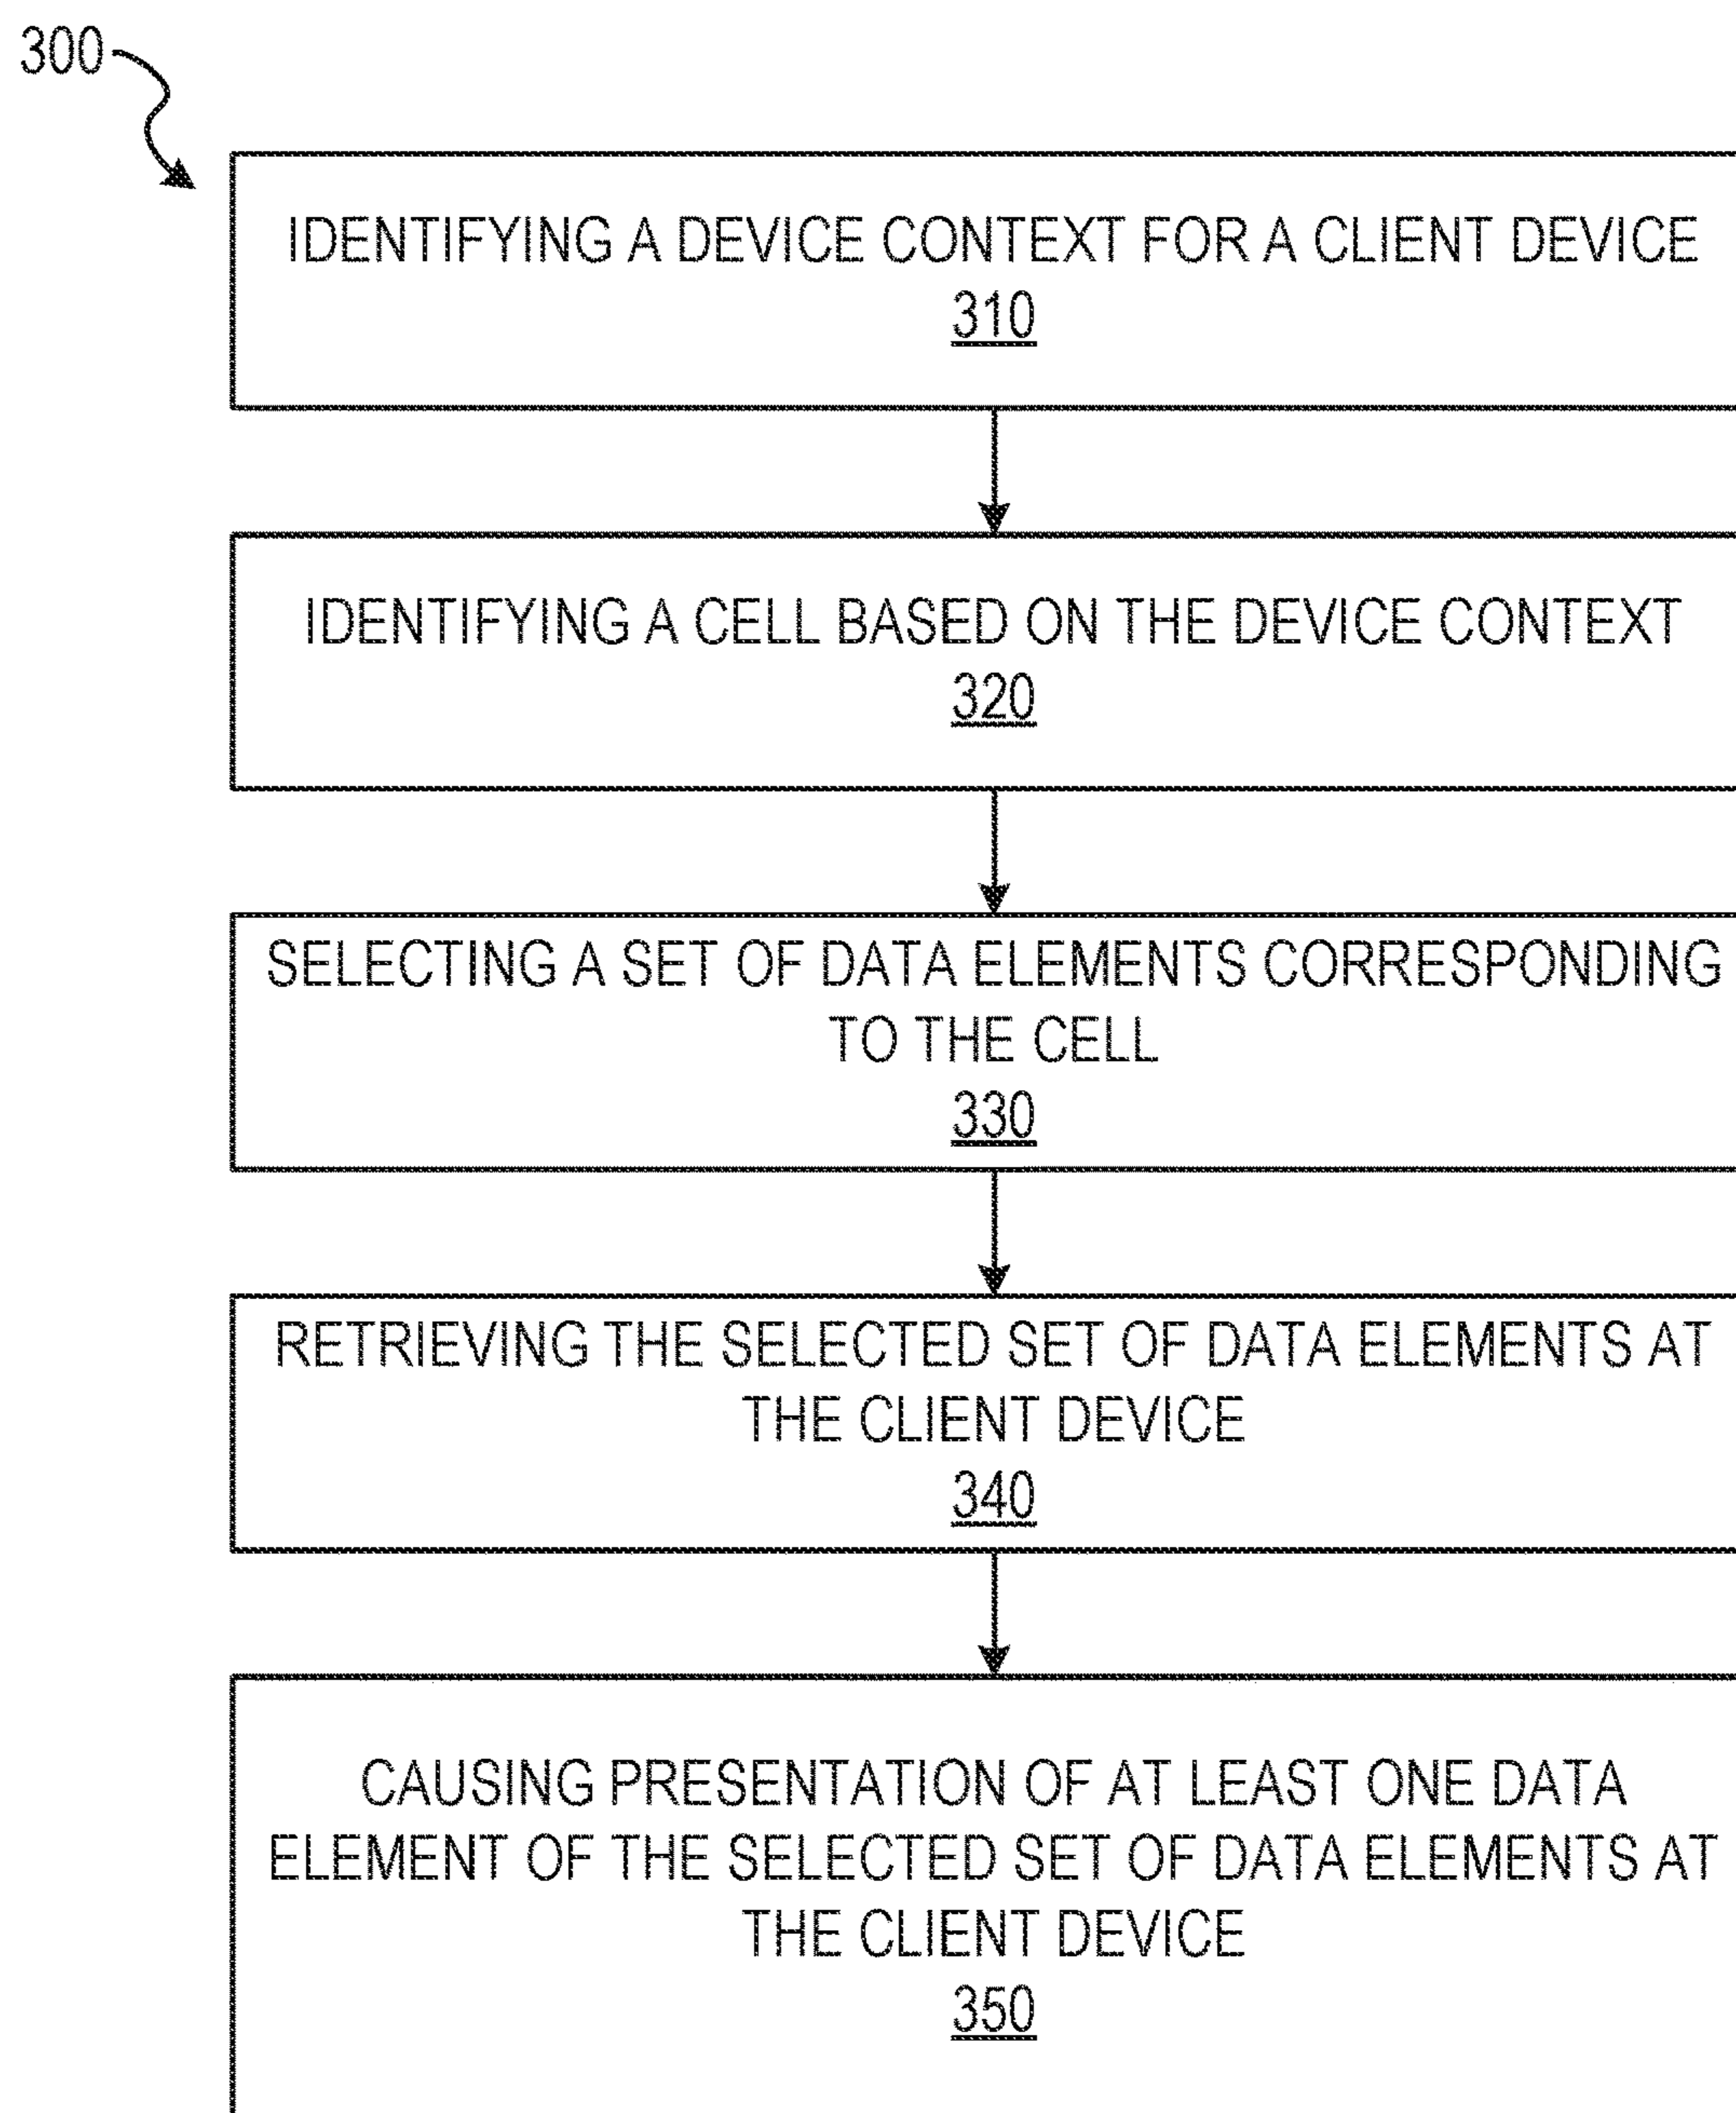 300
IDENTIFYING A DEVICE CONTEXT FOR A CLIENT DEVICE
310
IDENTIFYING A CELL BASED ON THE DEVICE CONTEXT
320
SELECTING A SET OF DATA ELEMENTS CORRESPONDING
TO THE CELL
330
RETRIEVING THE SELECTED SET OF DATA ELEMENTS AT
THE CLIENT DEVICE
340
CAUSING PRESENTATION OF AT LEAST ONE DATA
ELEMENT OF THE SELECTED SET OF DATA ELEMENTS AT
THE CLIENT DEVICE
350